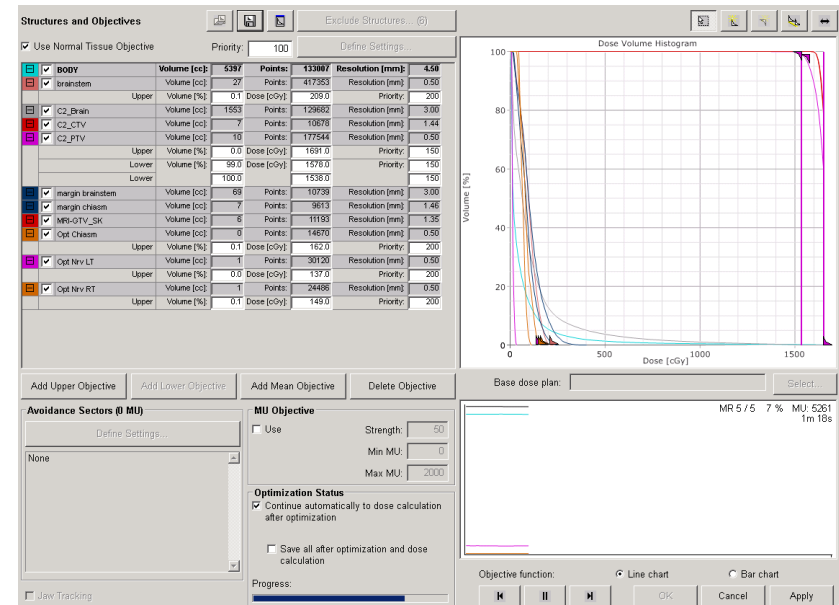 Structures and Objectives
Exclude Structures... (6)
Use Normal Tissue Objective Priority: 100 Define Settings...
BODY Volume [cc]: 5397 Points: 133007 Resolution [mm]: 4.50
brainstem Volume [cc]: 27 Points: 417353 Resolution [mm]: 0.50
Upper Volume [%]: 0.1 Dose [cGy]: 209.0 Priority: 200
C2_Brain Volume [cc]: 1553 Points: 129682 Resolution [mm]: 3.00
C2_CTV Volume [cc]: 7 Points: 10678 Resolution [mm]: 1.44
C2_PTV Volume [cc]: 10 Points: 177544 Resolution [mm]: 0.50
Upper Volume [%]: 0.0 Dose [cGy]: 1691.0 Priority: 150
Lower Volume [%]: 99.0 Dose [cGy]: 1578.0 Priority: 150
Lower 100.0 1538.0 150
margin brainstem Volume [cc]: 69 Points: 10739 Resolution [mm]: 3.00
margin chiasm Volume [cc]: 7 Points: 9613 Resolution [mm]: 1.46
MRI-GTV_SK Volume [cc]: 6 Points: 11193 Resolution [mm]: 1.35
Opt Chiasm Volume [cc]: 0 Points: 14670 Resolution [mm]: 0.50
Upper Volume [%]: 0.1 Dose [cGy]: 162.0 Priority: 200
Opt Nrv LT Volume [cc]: 1 Points: 30120 Resolution [mm]: 0.50
Upper Volume [%]: 0.0 Dose [cGy]: 137.0 Priority: 200
Opt Nrv RT Volume [cc]: 1 Points: 24486 Resolution [mm]: 0.50
Upper Volume [%]: 0.1 Dose [cGy]: 149.0 Priority: 200
Add Upper Objective Add Lower Objective Add Mean Objective Delete Objective
Avoidance Sectors (0 MU)
Define Settings...
None
Jaw Tracking
MU Objective
Use Strength: 50
Min MU: 0
Max MU: 2000
Optimization Status
Continue automatically to dose calculation
after optimization
Save all after optimization and dose
calculation
Progress:
Dose Volume Histogram
100
80
60
40
20
0
Volume [%]
0 500 1000 1500
Dose [cGy]
Base dose plan: Select...
MR 5 / 5 7 % MU: 5261
1m 18s
Objective function: Line chart Bar chart
OK Cancel Apply